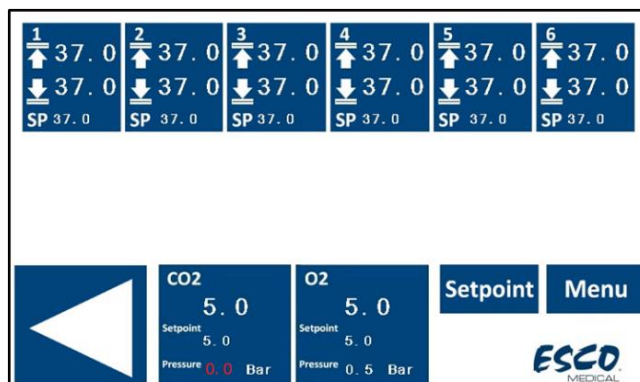 1 2 3 4 5 6
37.0 37.0 37.0 37.0 37.0 37.0
37.0 37.0 37.0 37.0 37.0 37.0
SP 37.0 SP 37.0 SP 37.0 SP 37.0 SP 37.0 SP 37.0
CO2
5.0
Setpoint
5.0
Pressure 0.0 Bar
O2
5.0
Setpoint
5.0
Pressure 0.5 Bar
Setpoint
Menu
ESCO
MEDICAL